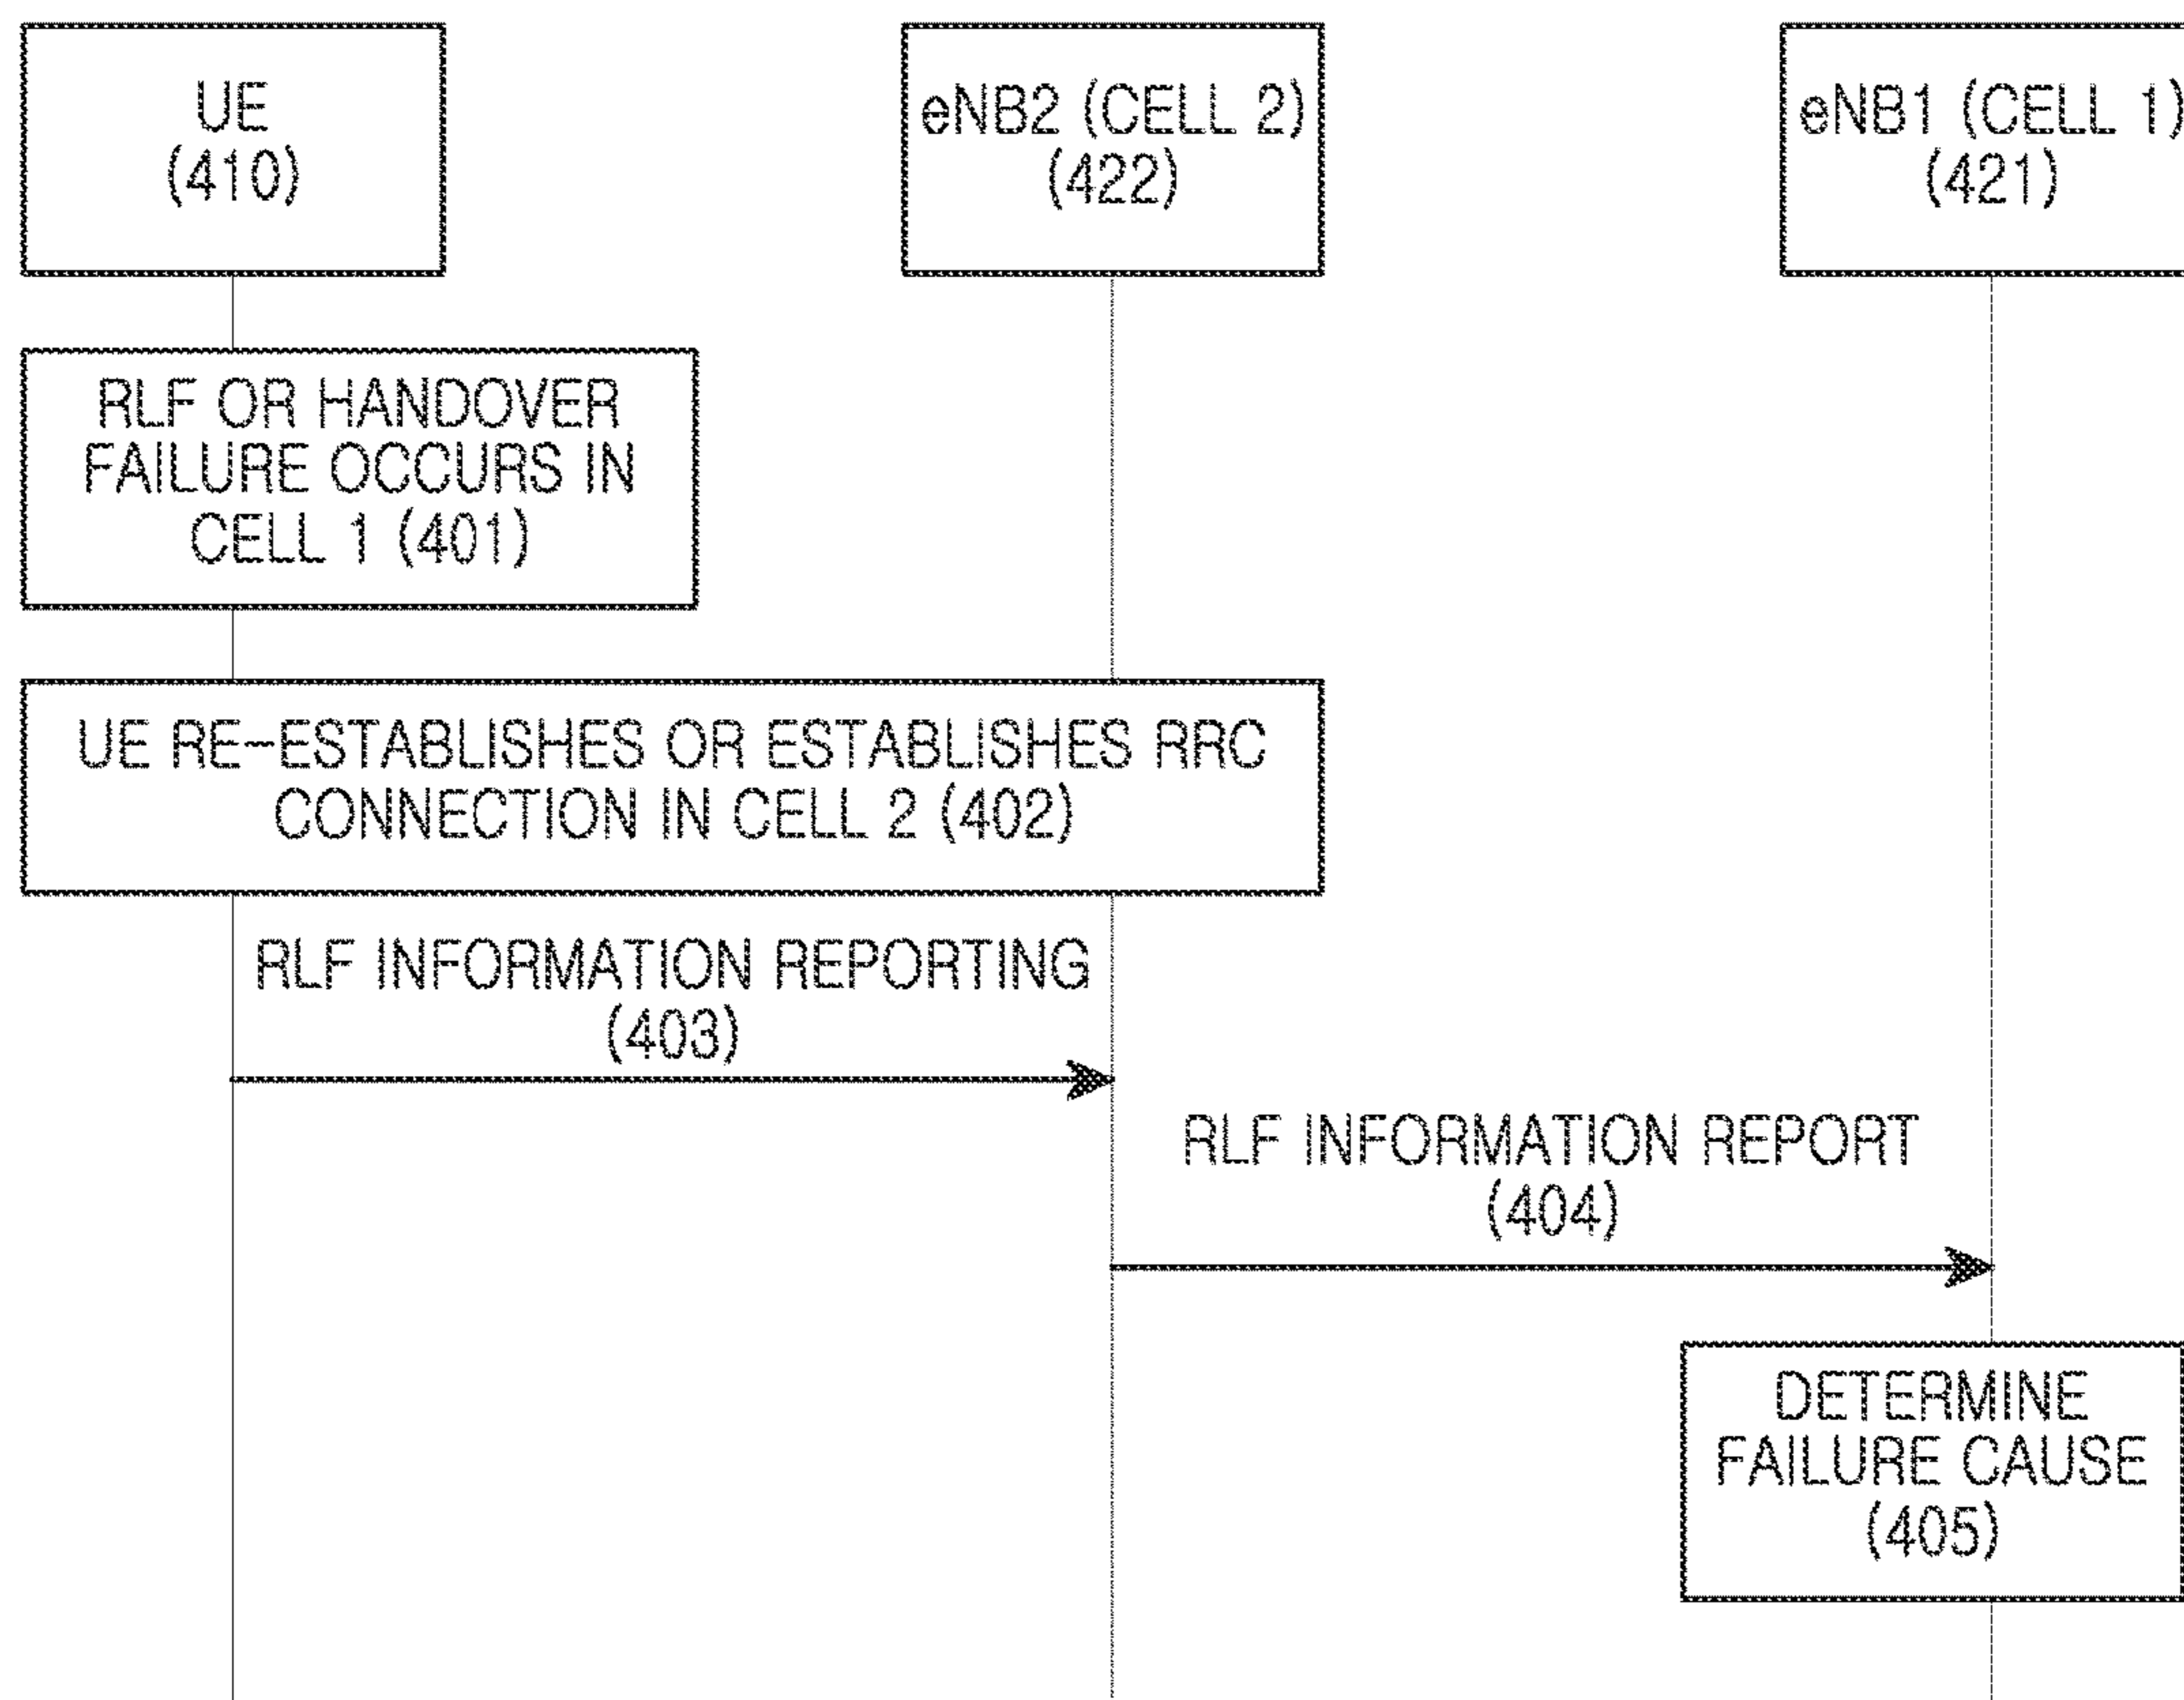 UE
(410)
eNB2 (CELL 2)
(422)
eNB1 (CELL 1)
(421)
RLF OR HANDOVER
FAILURE OCCURS IN
CELL 1 (401)
UE RE-ESTABLISHES OR ESTABLISHES RRC
CONNECTION IN CELL 2 (402)
RLF INFORMATION REPORTING
(403)
RLF INFORMATION REPORT
(404)
DETERMINE
FAILURE CAUSE
(405)